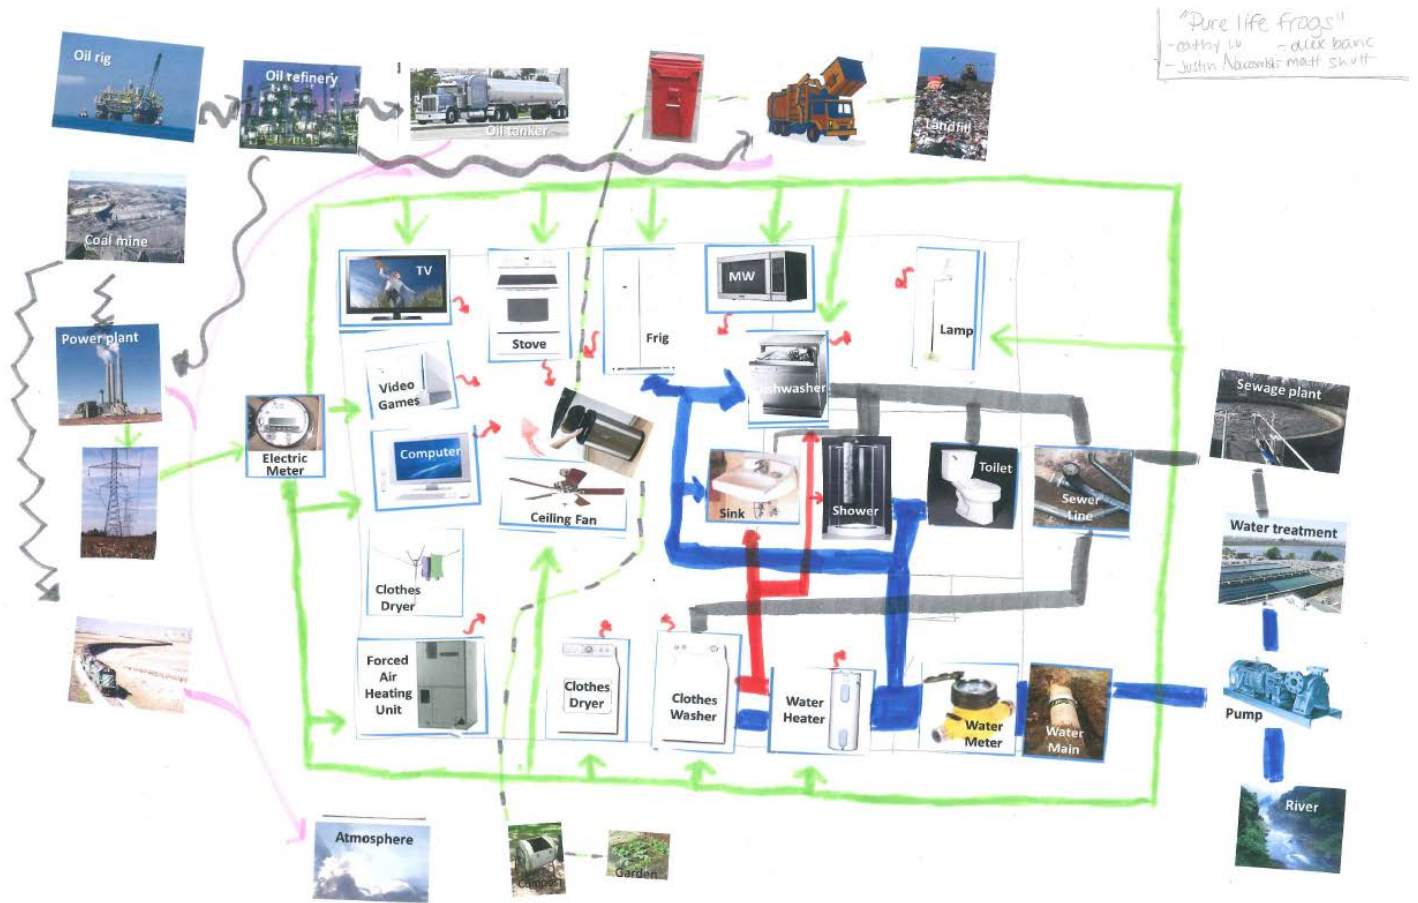 "Pure life frogs"
- cathy lu - alex banc
- Justin - matt shutt
Oil rig
Oil refinery
Oil tanker
Landfill
Coal mine
Power plant
TV
Stove
Frig
MW
Dishwasher
Lamp
Video
Games
Computer
Electric
Meter
Ceiling Fan
Sink
Shower
Toilet
Sewer
Line
Sewage plant
Water treatment
Clothes
Dryer
Forced
Air
Heating
Unit
Clothes
Dryer
Clothes
Washer
Water
Heater
Water
Meter
Water
Main
Pump
River
Atmosphere
Compost
Garden